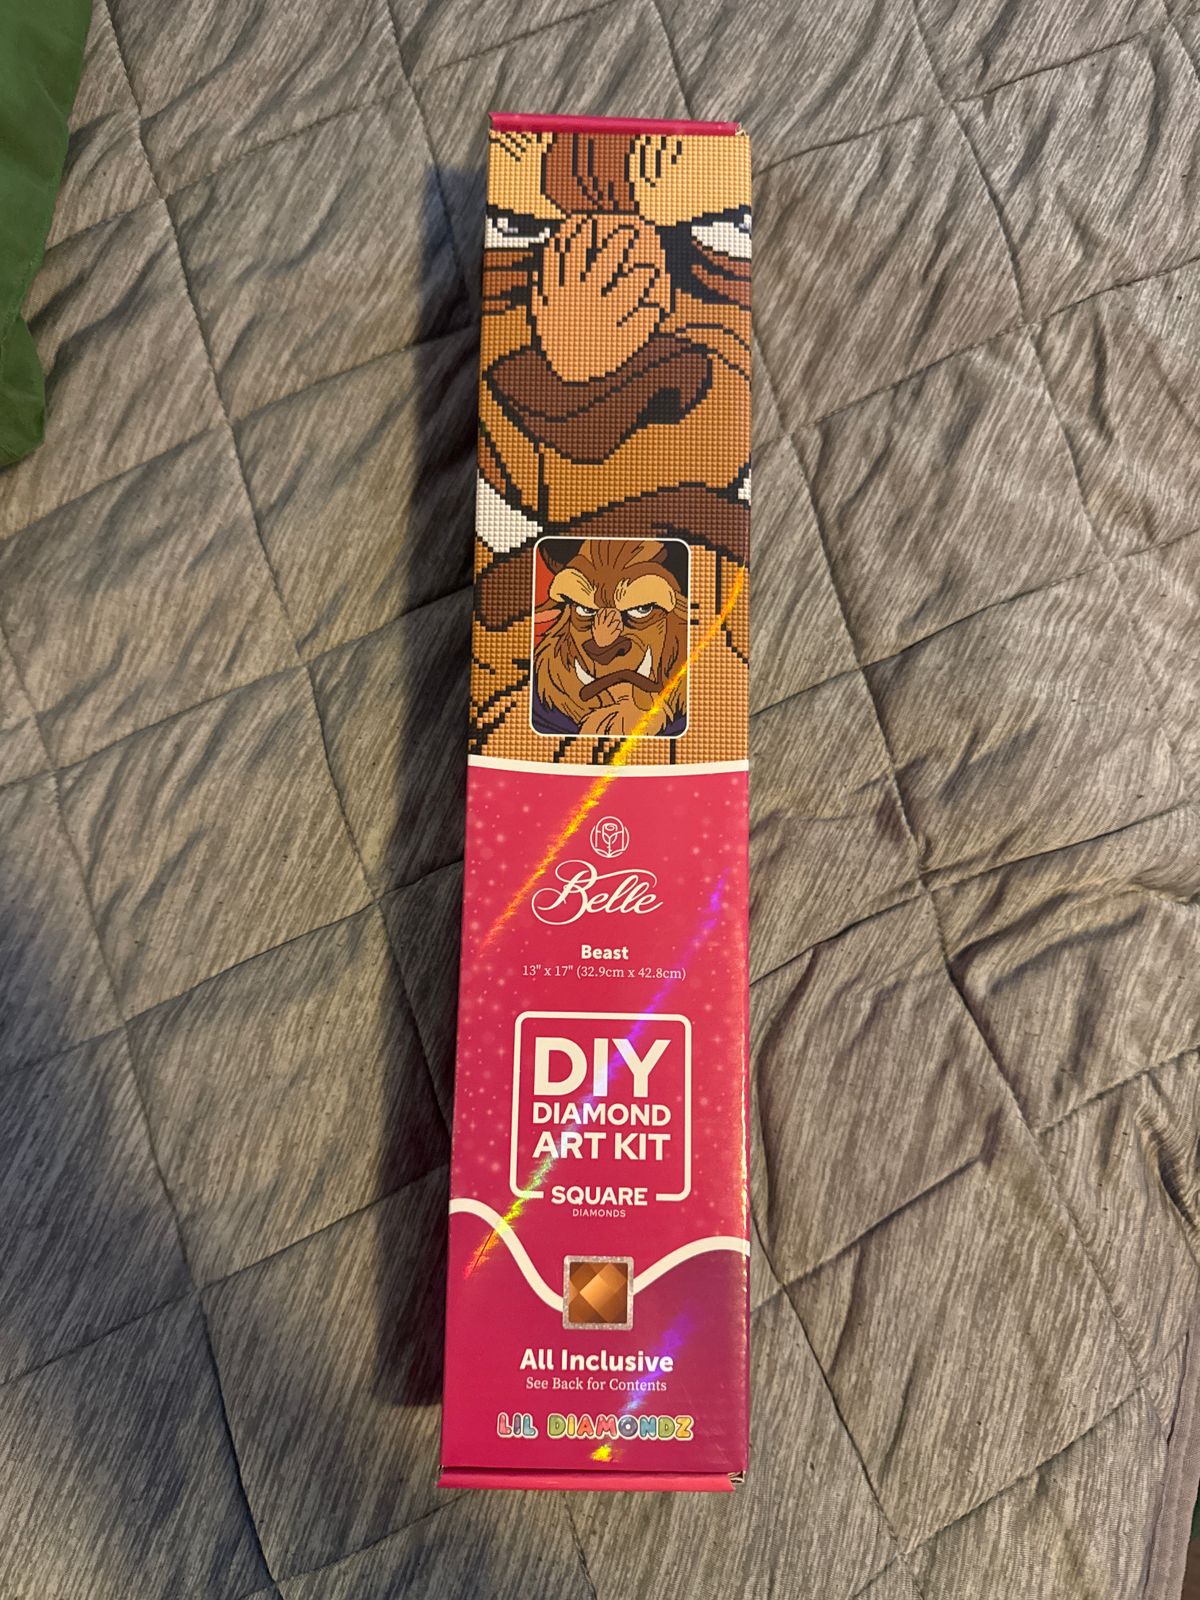 Belle
Beast
13" x 17" (32.9cm x 42.8cm)
DIY
DIAMOND
ART KIT
SQUARE
DIAMONDS
All Inclusive
See Back for Contents
LIL DIAMONDZ